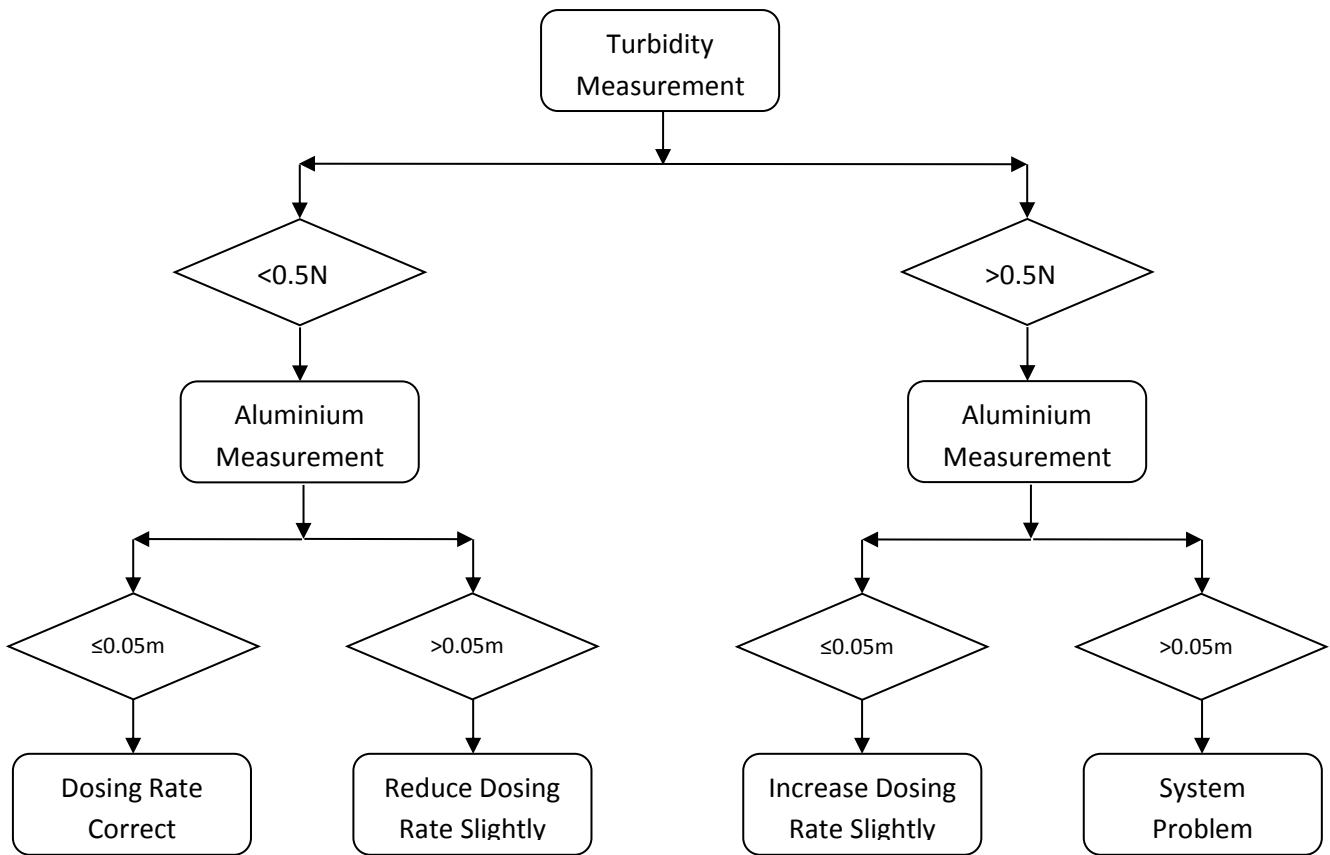 Turbidity
Measurement
<0.5N
>0.5N
Aluminium
Measurement
Aluminium
Measurement
≤0.05m
>0.05m
≤0.05m
>0.05m
Dosing Rate
Correct
Reduce Dosing
Rate Slightly
Increase Dosing
Rate Slightly
System
Problem